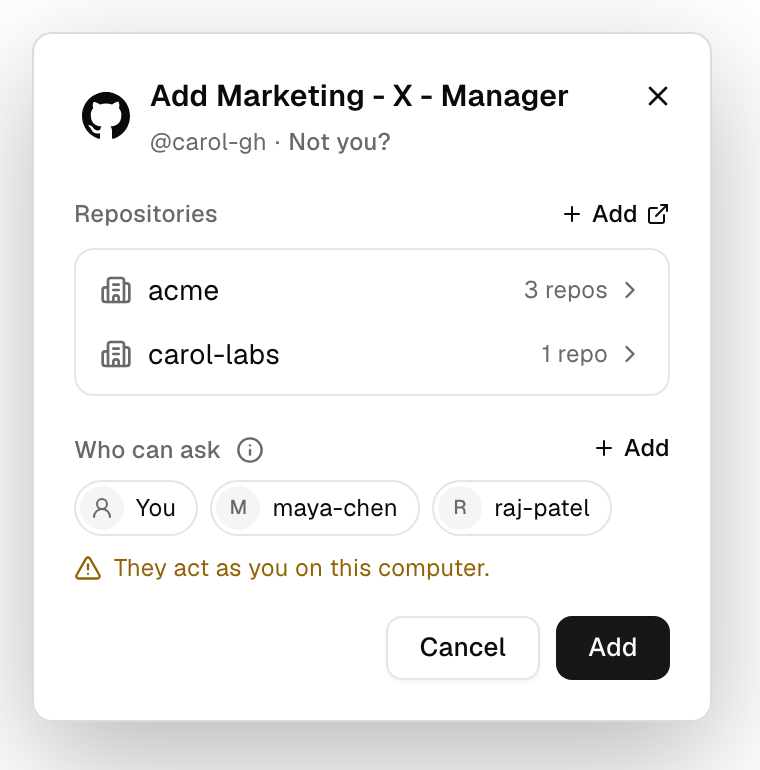 Add Marketing - X - Manager
@carol-gh · Not you?
Repositories
+ Add
acme
3 repos
carol-labs
1 repo
Who can ask
+ Add
You
M maya-chen
R raj-patel
They act as you on this computer.
Cancel
Add